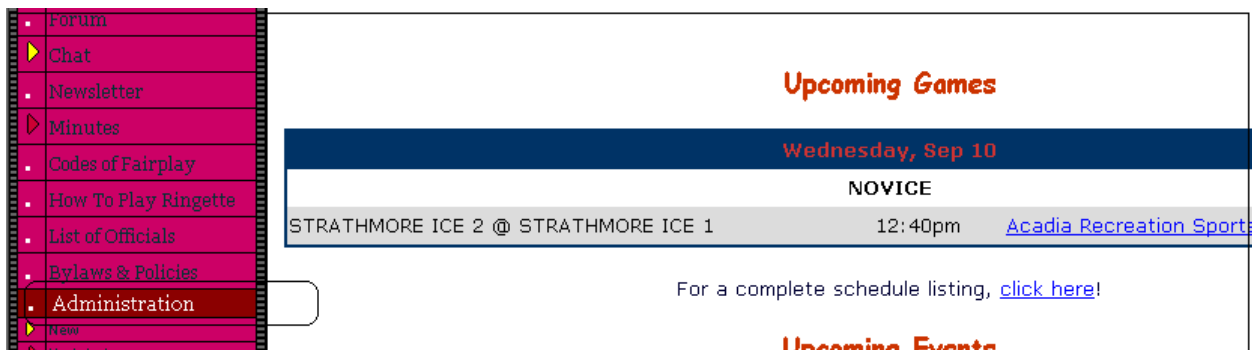 Forum
Chat
Newsletter
Minutes
Codes of Fairplay
How To Play Ringette
List of Officials
Bylaws & Policies
Administration
New
Upcoming Games
Wednesday, Sep 10
NOVICE
STRATHMORE ICE 2 @ STRATHMORE ICE 1 12:40pm Acadia Recreation Sports
For a complete schedule listing, click here!
Upcoming Events